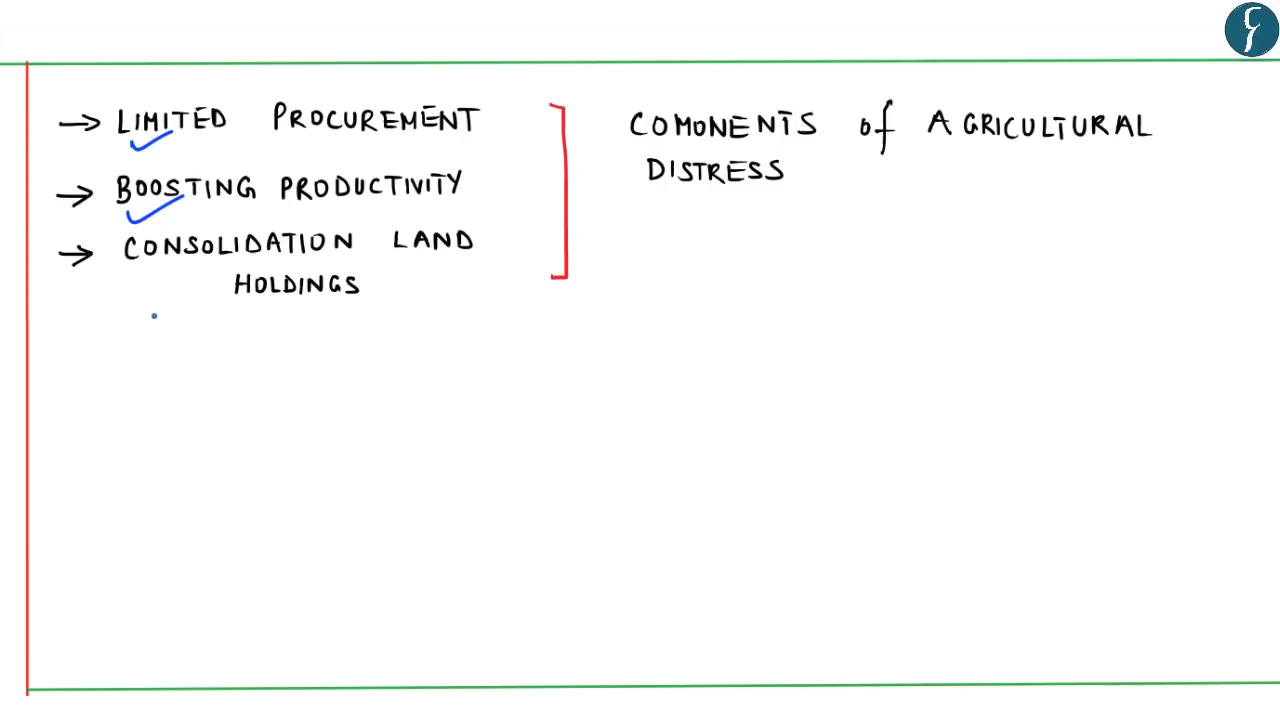 → LIMITED PROCUREMENT
→ BOOSTING PRODUCTIVITY
→ CONSOLIDATION LAND
HOLDINGS
COMONENTS of AGRICULTURAL
DISTRESS